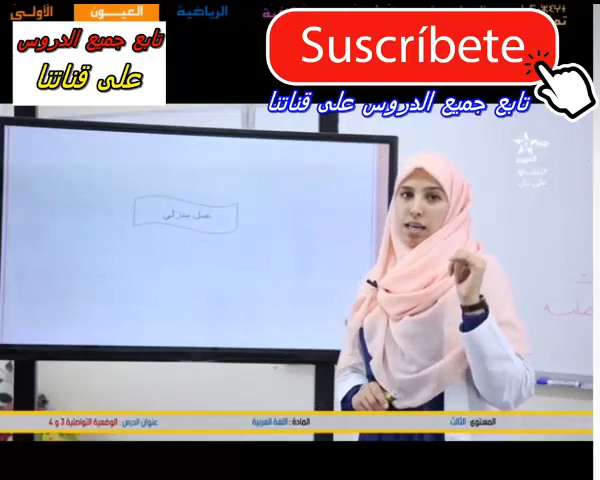 الأولى العيــون الرياضية
تابع جميع الدروس
على قناتنا
Suscríbete
تابع جميع الدروس على قناتنا
العيون
عمل منزلي
المستوى: الثالث
المادة: اللغة العربية
عنوان الدرس: الوضعية التواصلية 3 و 4